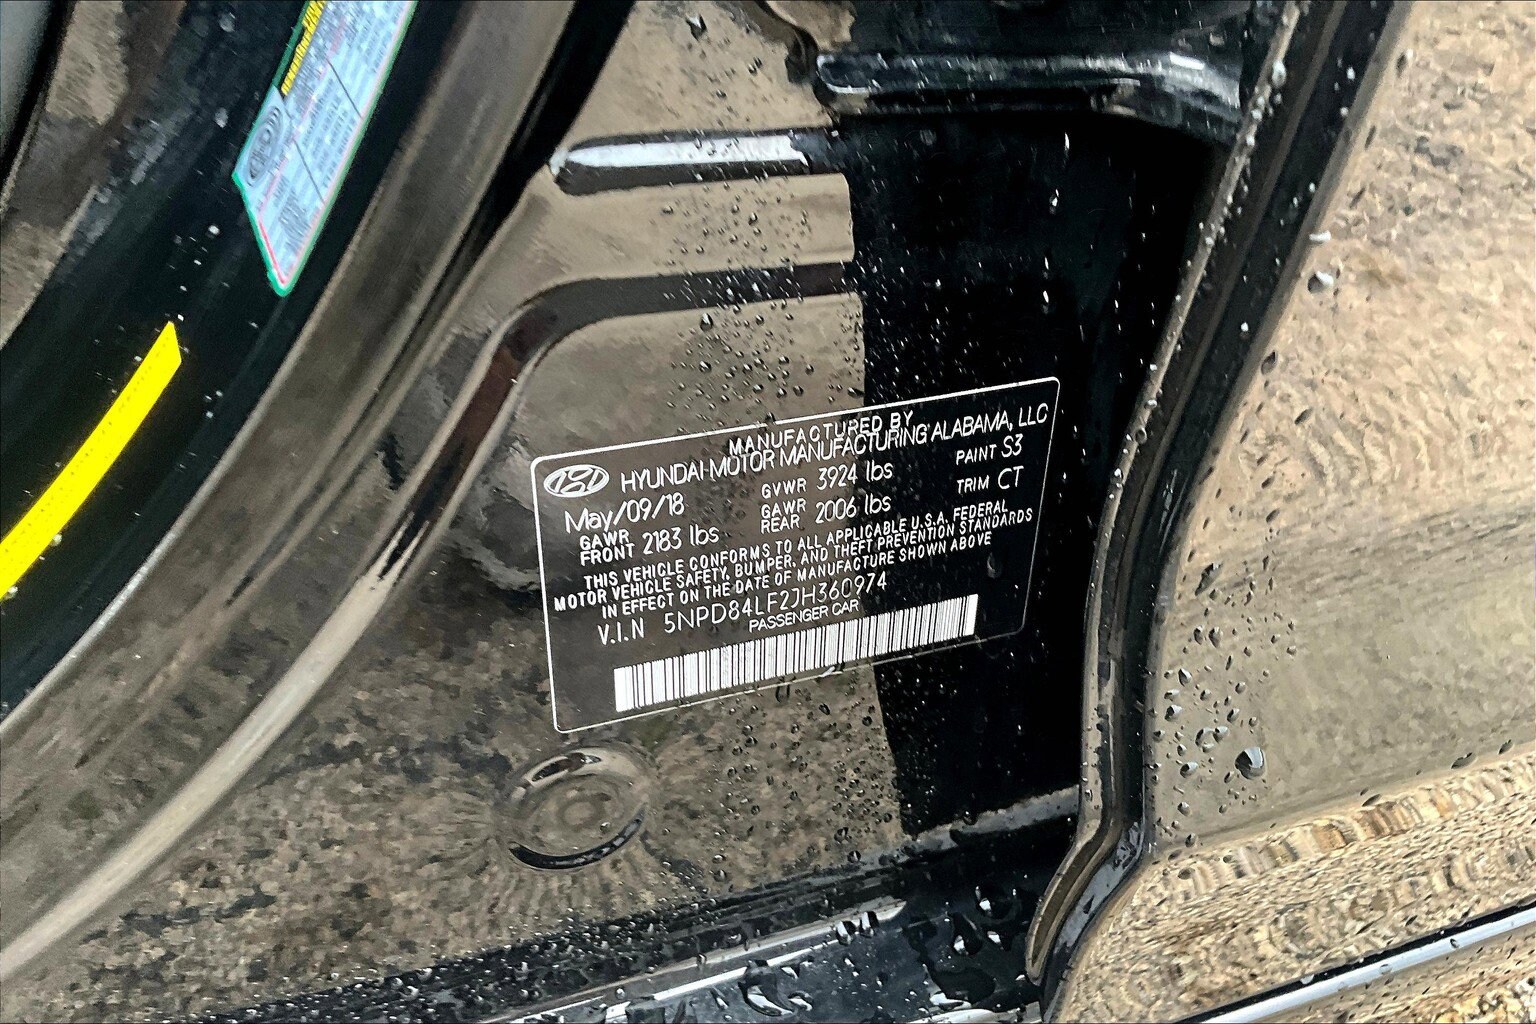 MANUFACTURED BY
HYUNDAI MOTOR MANUFACTURING ALABAMA, LLC
May/09/18 GVWR 3924 lbs PAINT S3
GAWR FRONT 2183 lbs GAWR REAR 2006 lbs TRIM CT
THIS VEHICLE CONFORMS TO ALL APPLICABLE U.S.A. FEDERAL
MOTOR VEHICLE SAFETY, BUMPER, AND THEFT PREVENTION STANDARDS
IN EFFECT ON THE DATE OF MANUFACTURE SHOWN ABOVE
V.I.N 5NPD84LF2JH360974
PASSENGER CAR